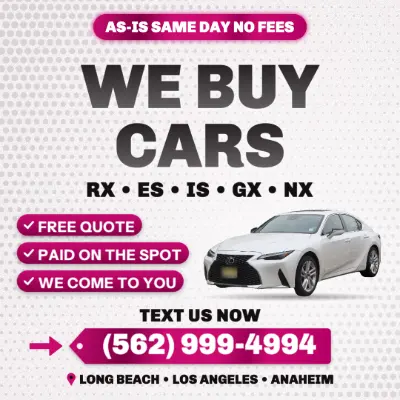 AS-IS SAME DAY NO FEES
WE BUY
CARS
RX • ES • IS • GX • NX
FREE QUOTE
PAID ON THE SPOT
WE COME TO YOU
TEXT US NOW
(562) 999-4994
LONG BEACH • LOS ANGELES • ANAHEIM